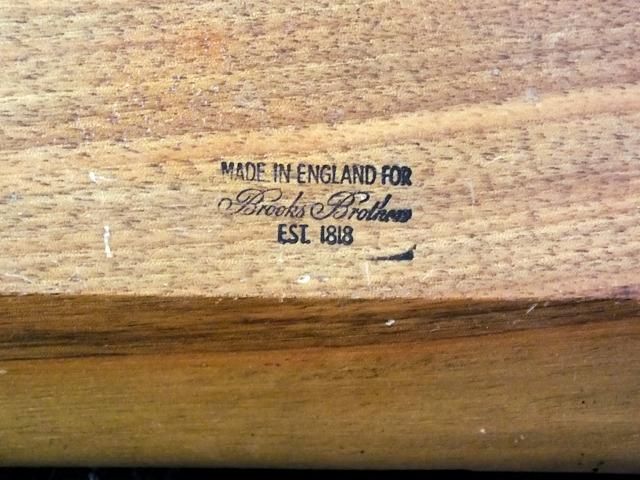 MADE IN ENGLAND FOR
Brooks Brothers
EST. 1818